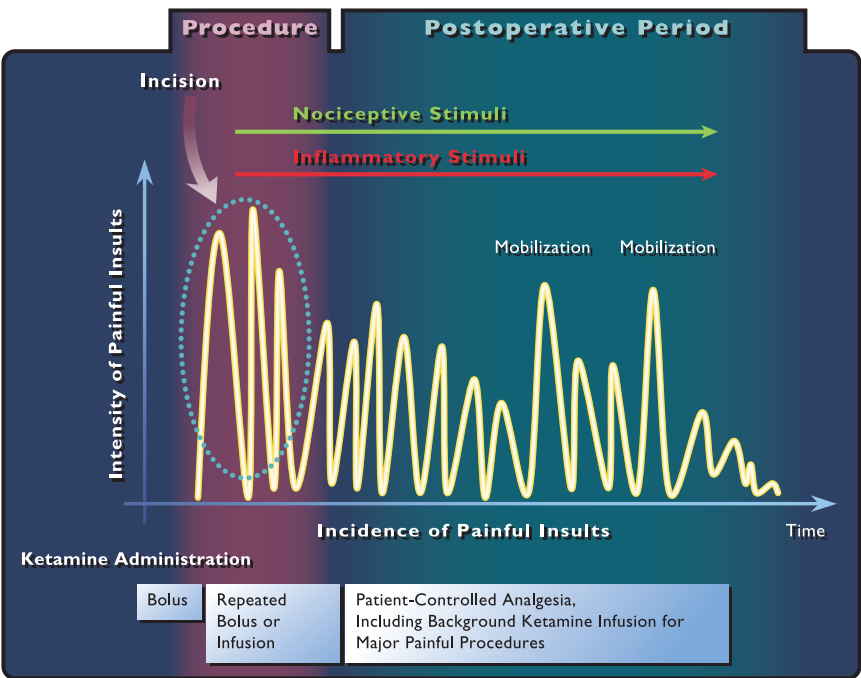 Procedure
Postoperative Period
Incision
Nociceptive Stimuli
Inflammatory Stimuli
Intensity of Painful Insults
Mobilization
Mobilization
Incidence of Painful Insults
Time
Ketamine Administration
Bolus
Repeated
Bolus or
Infusion
Patient-Controlled Analgesia,
Including Background Ketamine Infusion for
Major Painful Procedures